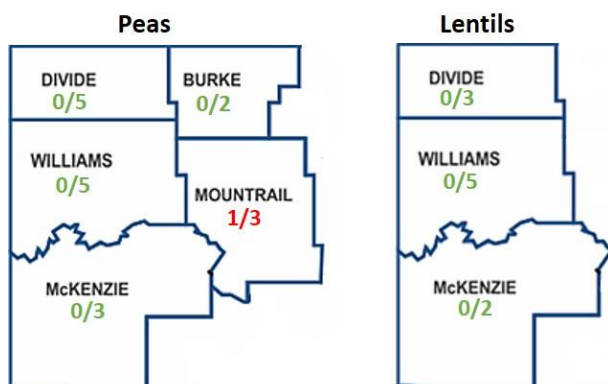 Peas
DIVIDE
0/5
BURKE
0/2
WILLIAMS
0/5
MOUNTRAIL
1/3
McKENZIE
0/3
Lentils
DIVIDE
0/3
WILLIAMS
0/5
McKENZIE
0/2